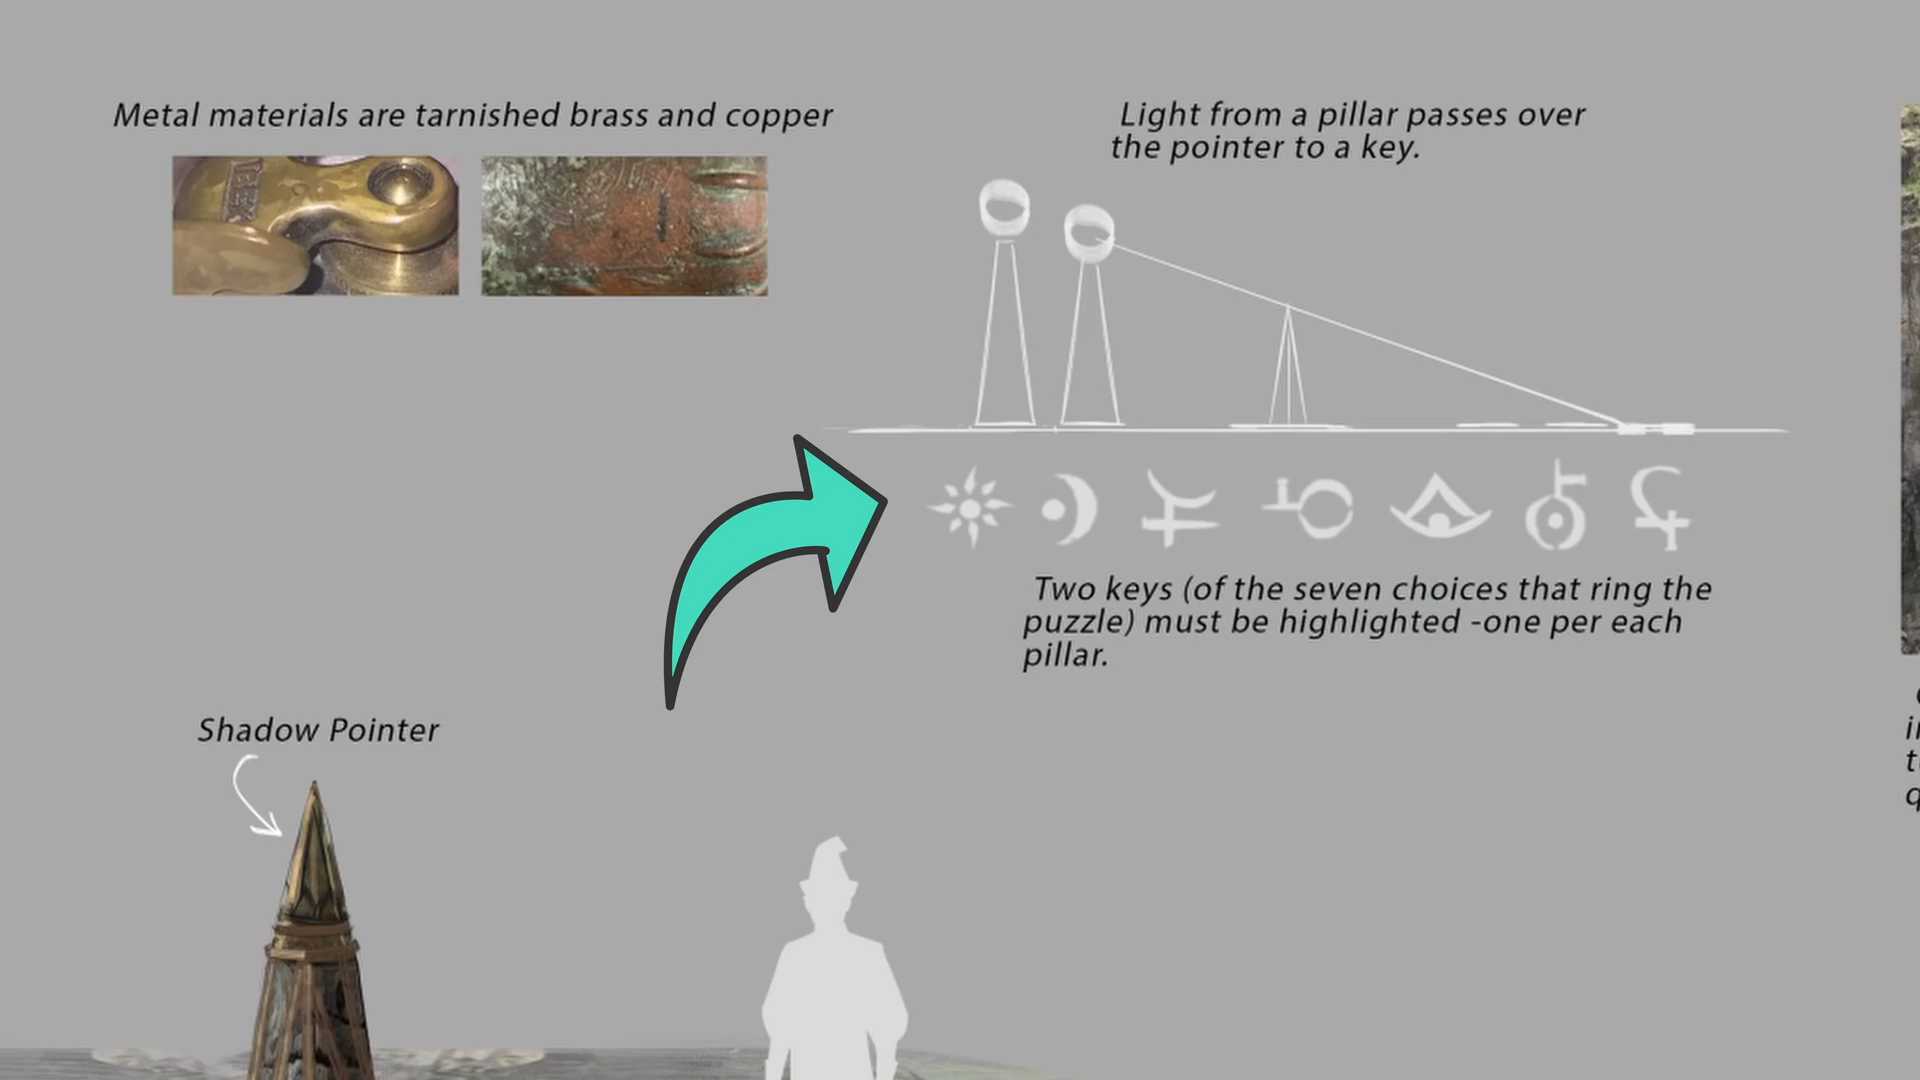 Metal materials are tarnished brass and copper
Light from a pillar passes over
the pointer to a key.
Two keys (of the seven choices that ring the
puzzle) must be highlighted -one per each
pillar.
Shadow Pointer